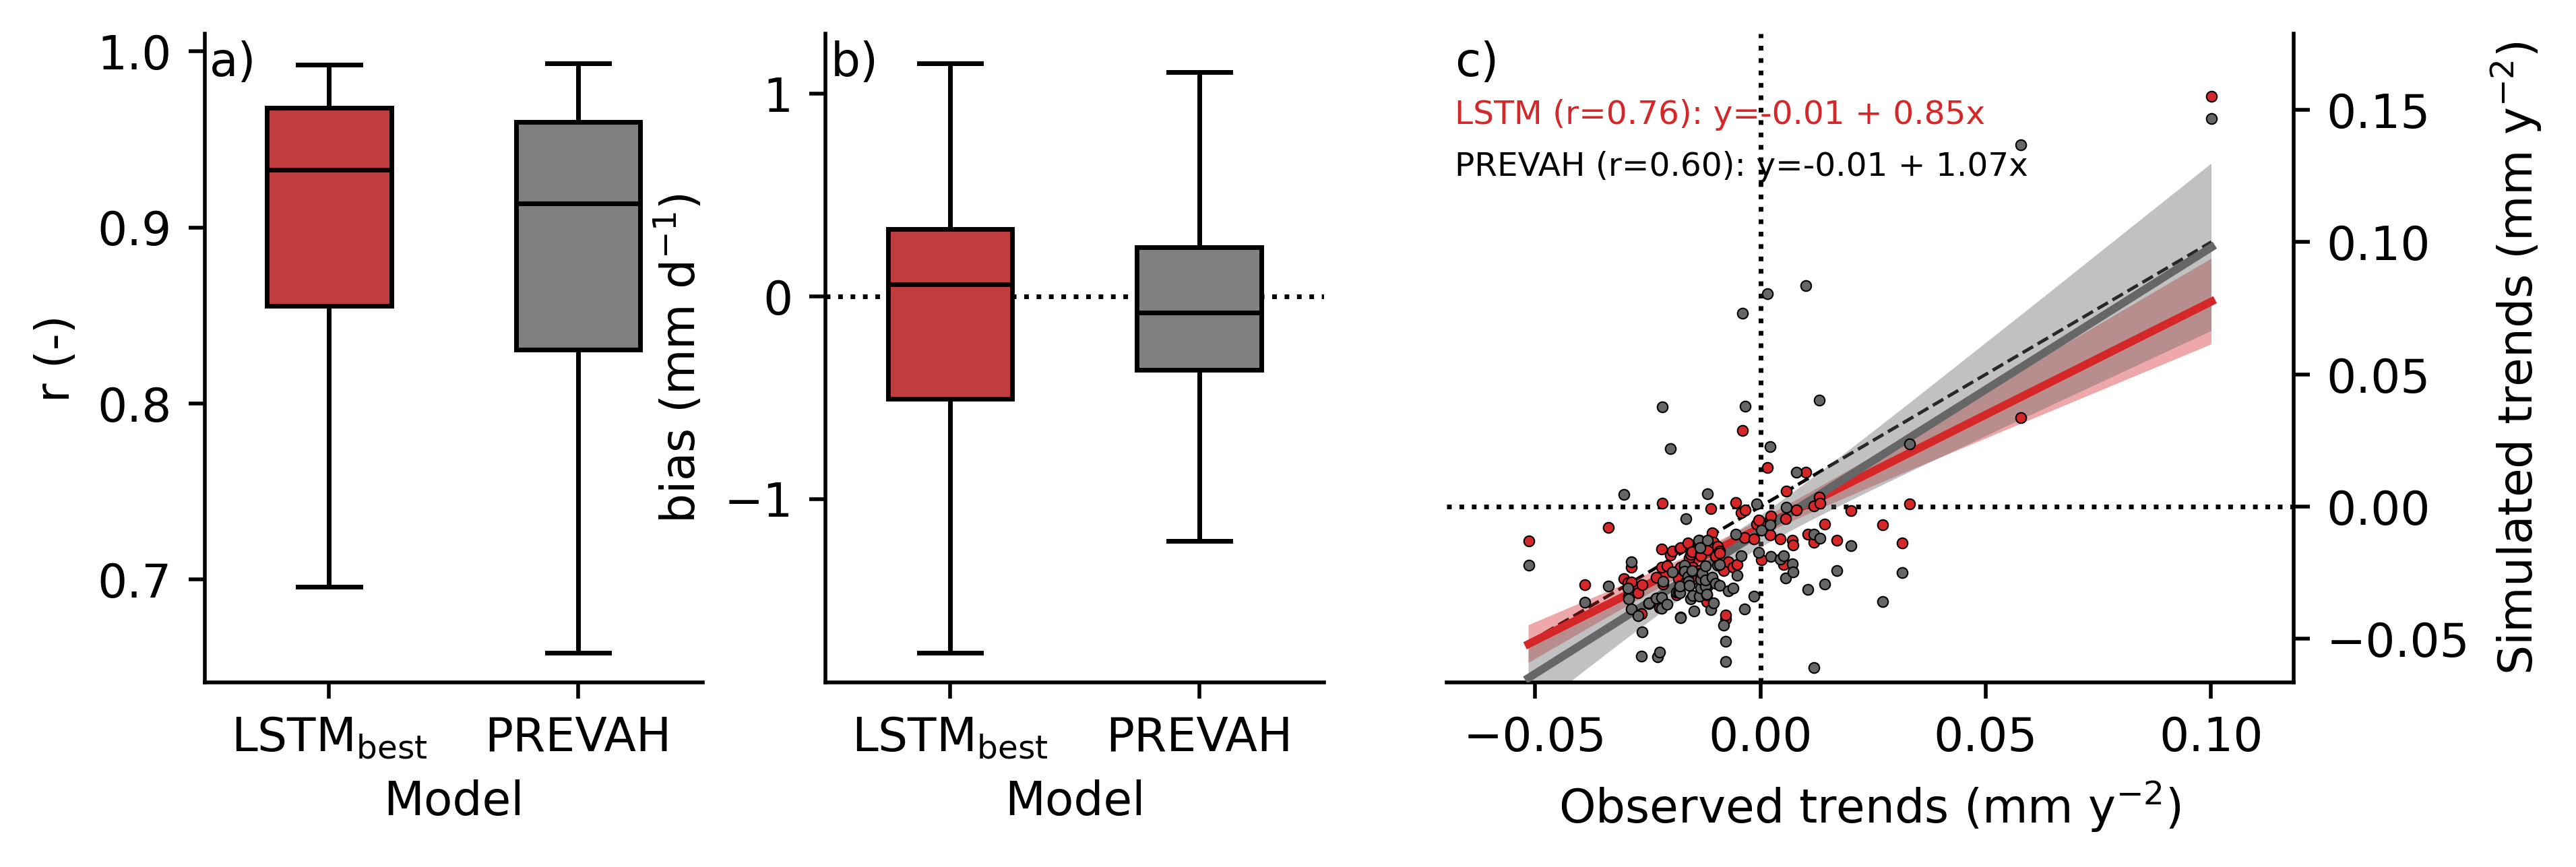 a)
1.0
0.9
0.8
0.7
r (-)
LSTM_best
PREVAH
Model
b)
1
0
−1
bias (mm d⁻¹)
LSTM_best
PREVAH
Model
c)
LSTM (r=0.76): y=-0.01 + 0.85x
PREVAH (r=0.60): y=-0.01 + 1.07x
0.15
0.10
0.05
0.00
−0.05
Simulated trends (mm y⁻²)
−0.05
0.00
0.05
0.10
Observed trends (mm y⁻²)